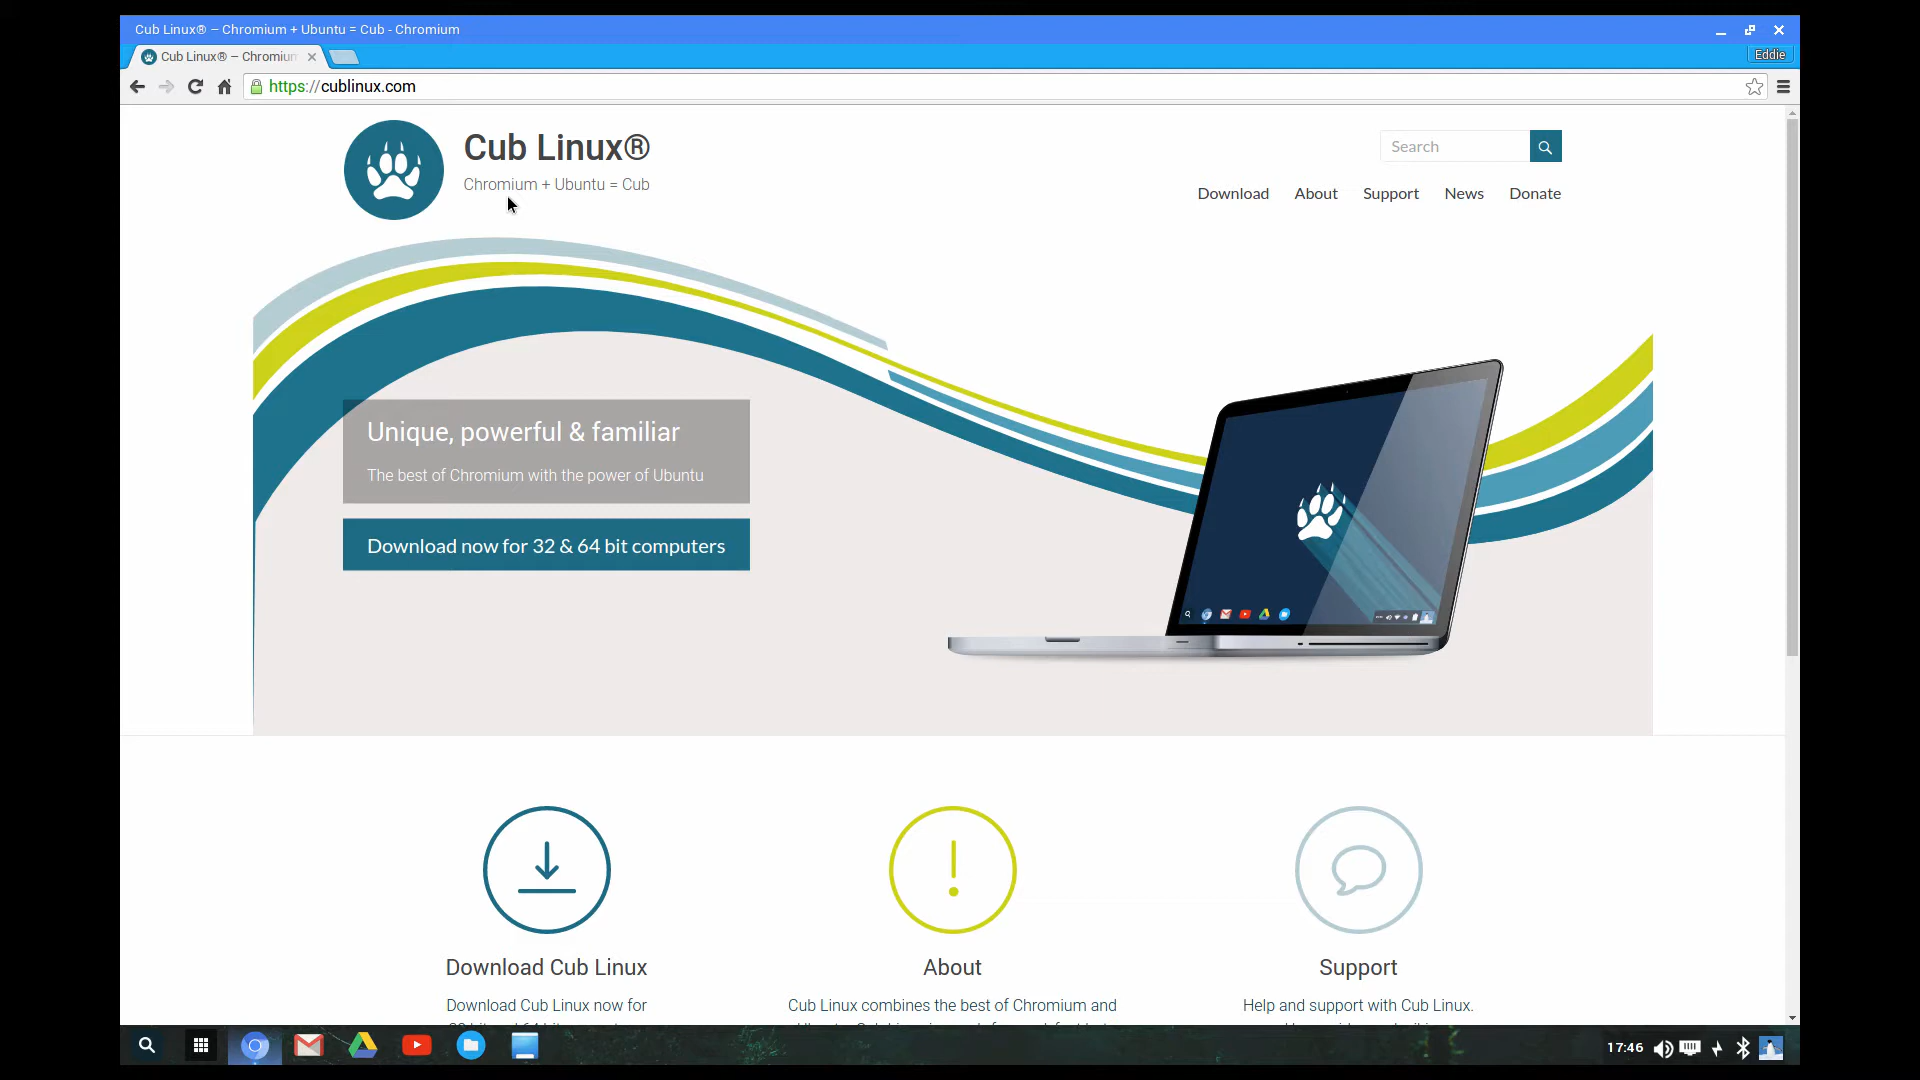 Cub Linux® – Chromium + Ubuntu = Cub - Chromium
Cub Linux® – Chromium
Eddie
https://cublinux.com
Cub Linux®
Chromium + Ubuntu = Cub
Search
Download About Support News Donate
Unique, powerful & familiar
The best of Chromium with the power of Ubuntu
Download now for 32 & 64 bit computers
Download Cub Linux
Download Cub Linux now for
About
Cub Linux combines the best of Chromium and
Support
Help and support with Cub Linux.
17:46